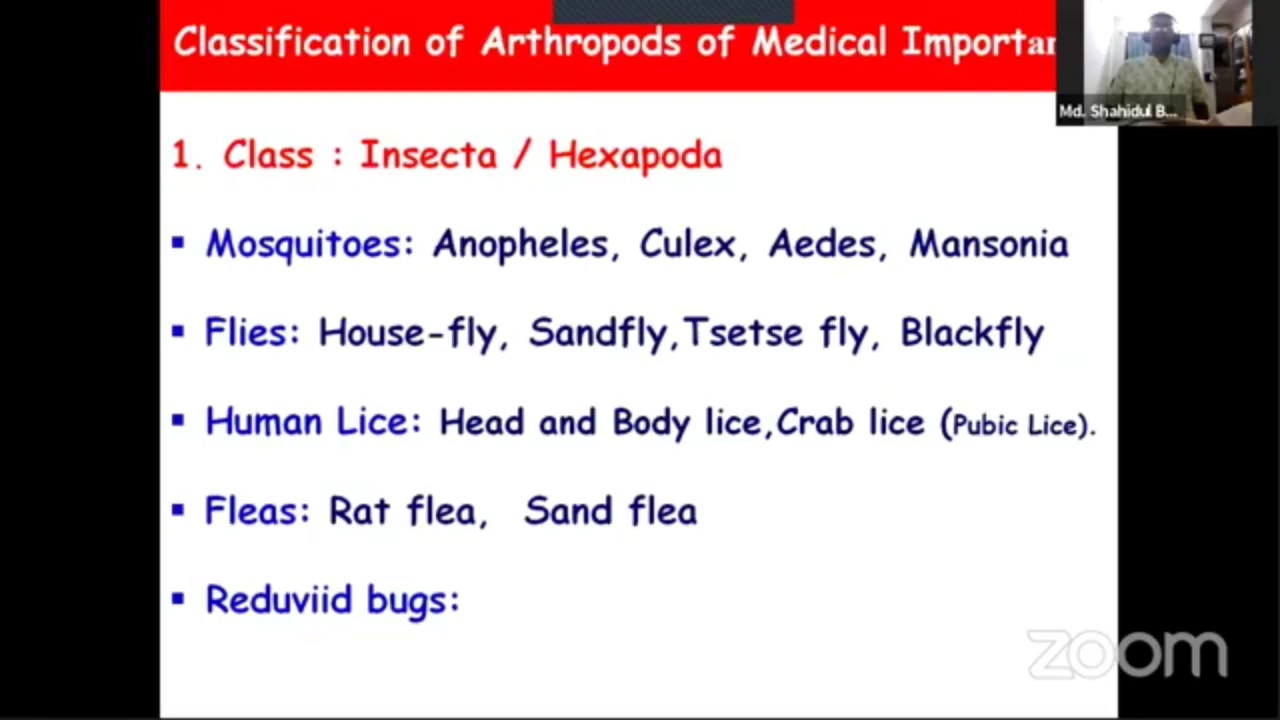 Classification of Arthropods of Medical Importan
Md. Shahidul B...
1. Class : Insecta / Hexapoda
▪ Mosquitoes: Anopheles, Culex, Aedes, Mansonia
▪ Flies: House-fly, Sandfly,Tsetse fly, Blackfly
▪ Human Lice: Head and Body lice,Crab lice (Pubic Lice).
▪ Fleas: Rat flea, Sand flea
▪ Reduviid bugs:
zoom